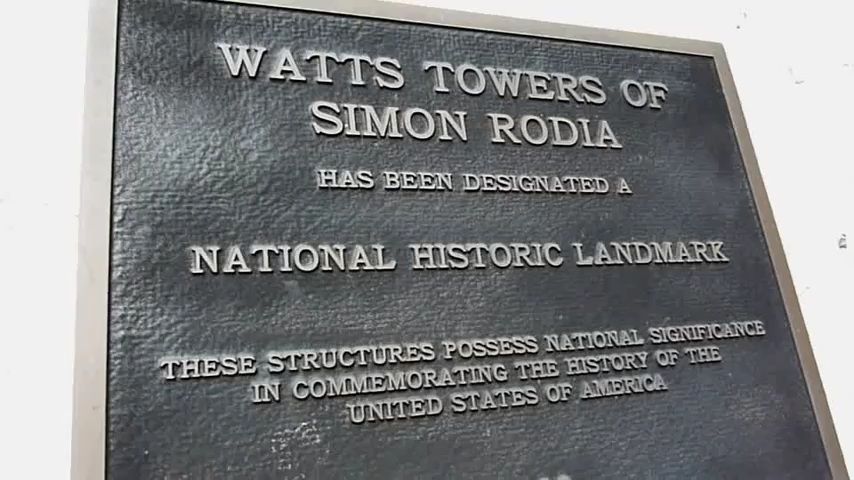 WATTS TOWERS OF
SIMON RODIA
HAS BEEN DESIGNATED A
NATIONAL HISTORIC LANDMARK
THESE STRUCTURES POSSESS NATIONAL SIGNIFICANCE
IN COMMEMORATING THE HISTORY OF THE
UNITED STATES OF AMERICA